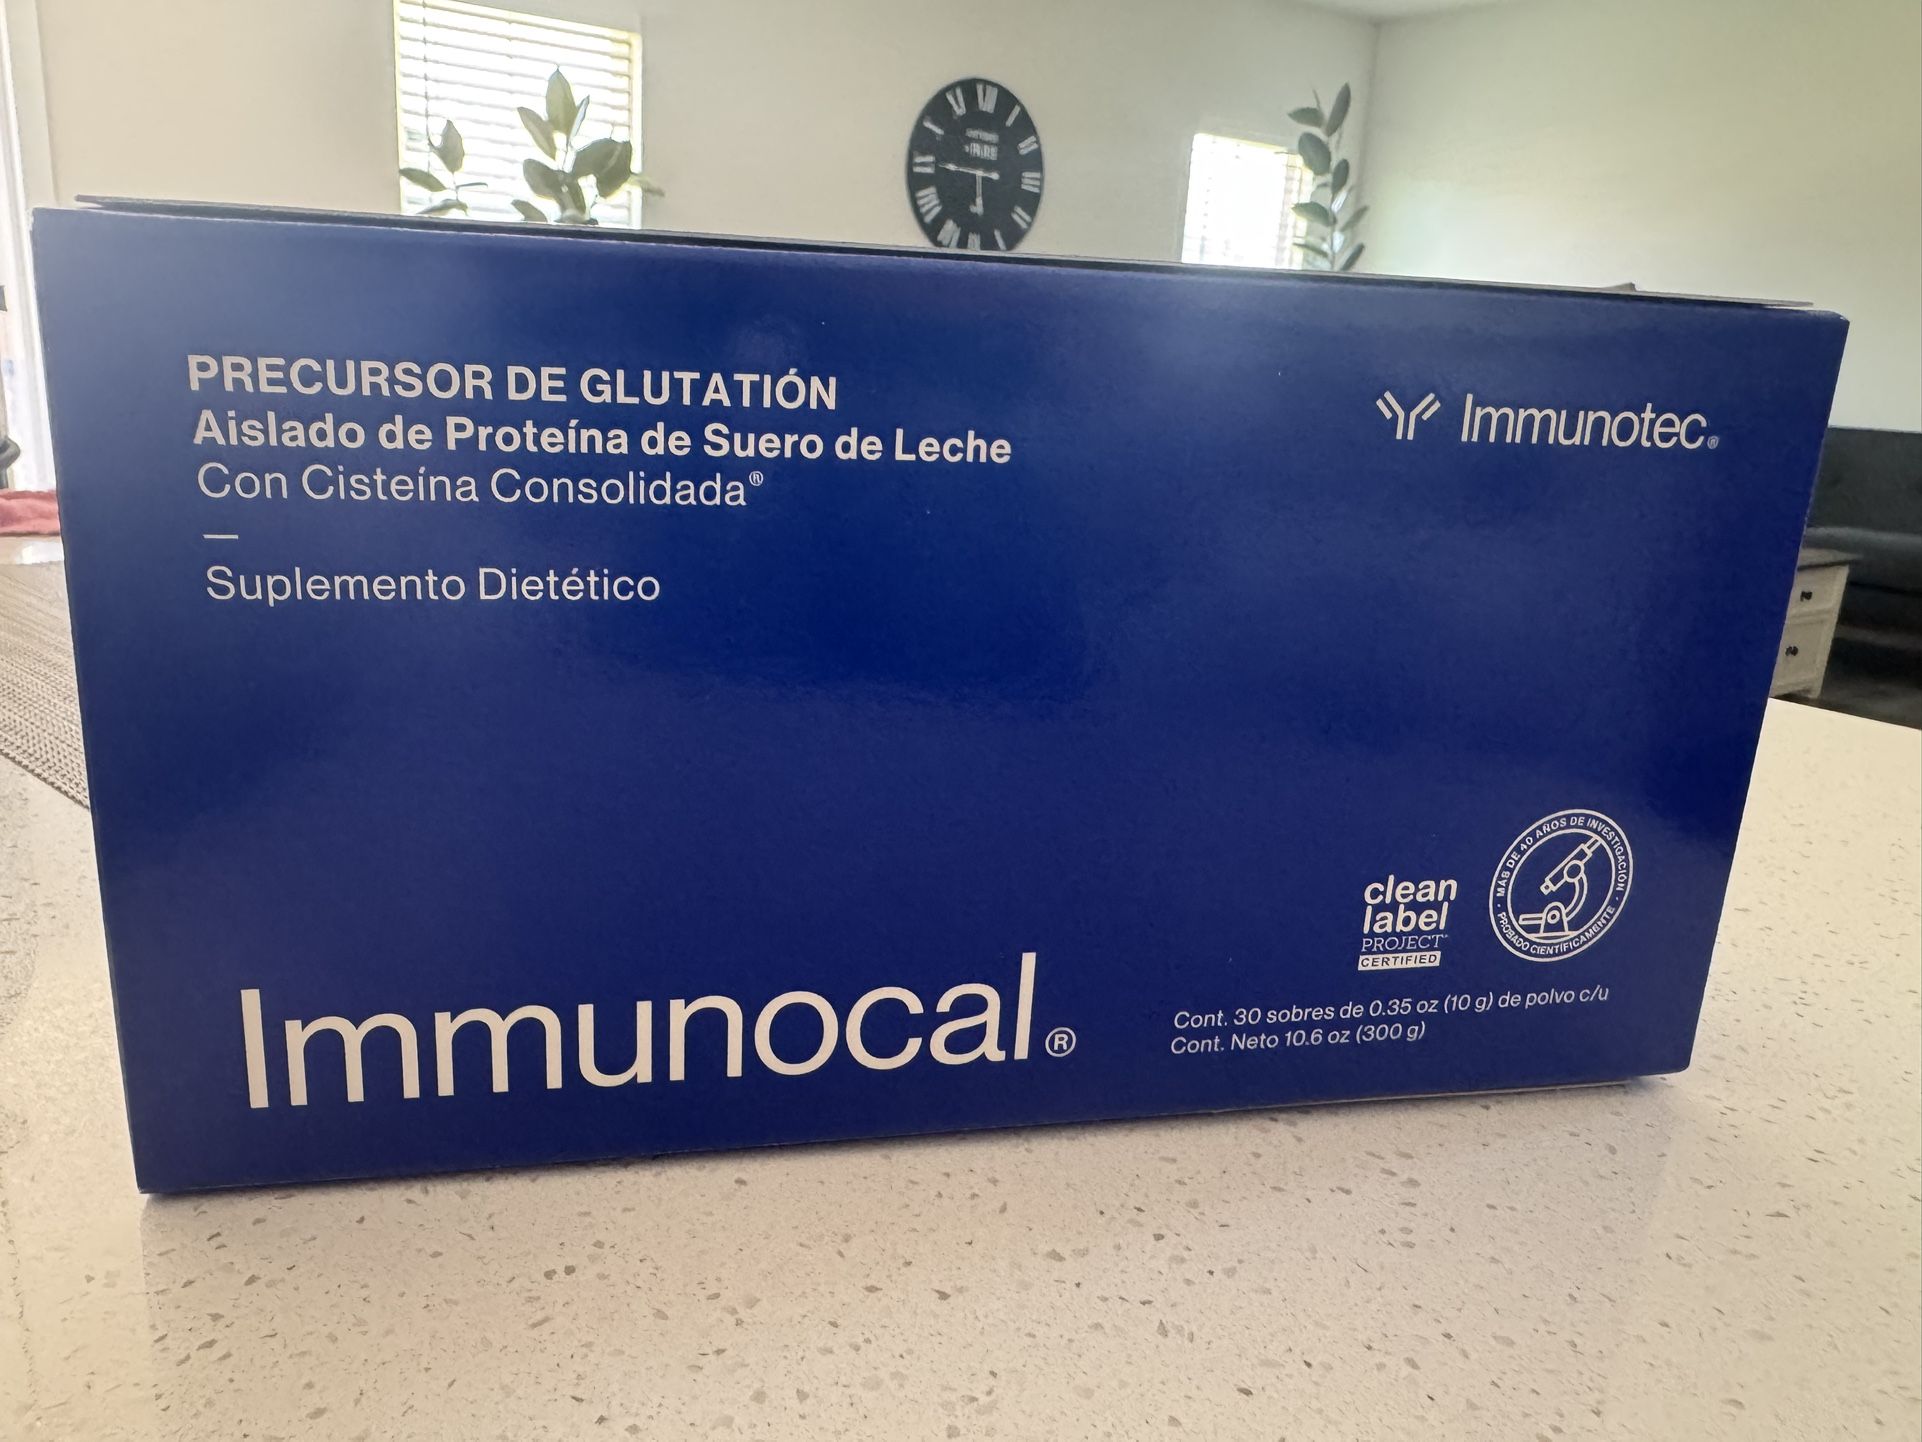 PRECURSOR DE GLUTATIÓN
Aislado de Proteína de Suero de Leche
Con Cisteína Consolidada®
Suplemento Dietético
Immunotec®
clean
label
PROJECT
CERTIFIED
MÁS DE 40 AÑOS DE INVESTIGACIÓN
PROBADO CIENTÍFICAMENTE
Immunocal®
Cont. 30 sobres de 0.35 oz (10 g) de polvo c/u
Cont. Neto 10.6 oz (300 g)